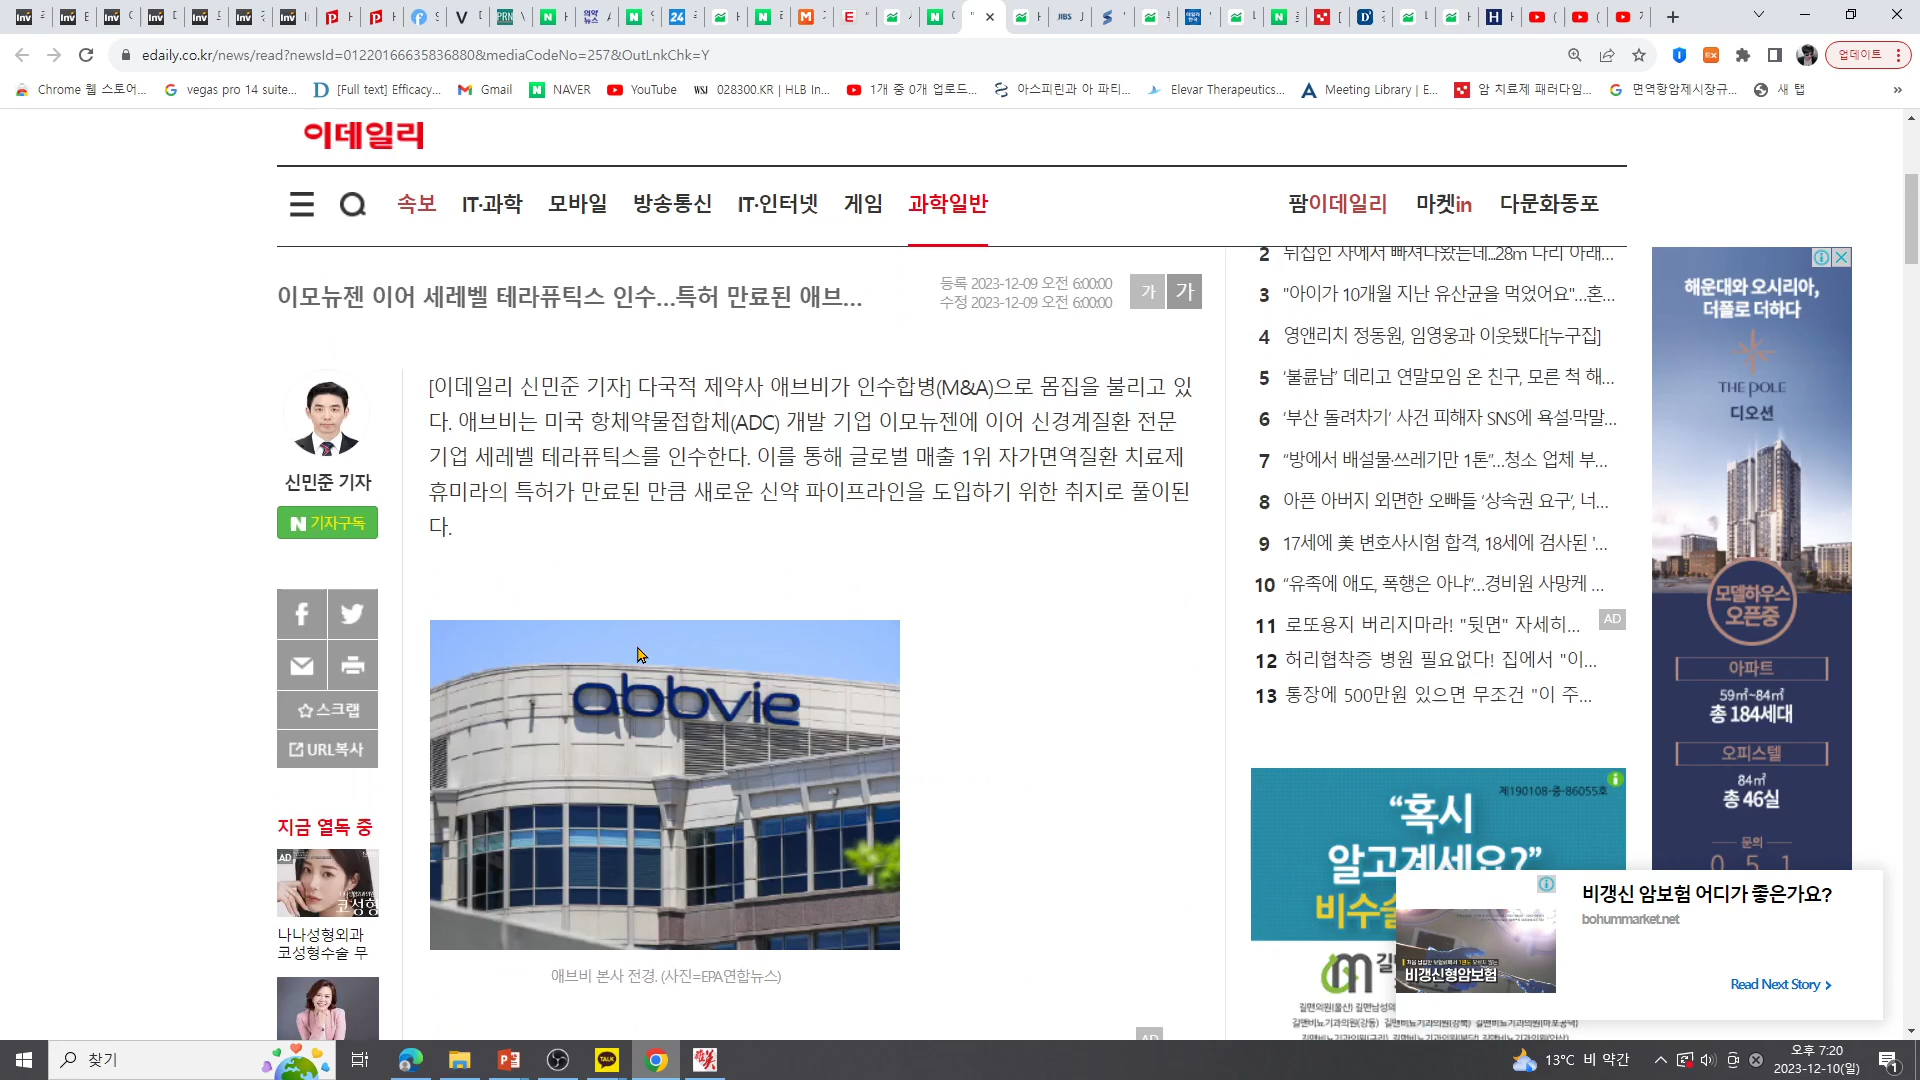 edaily.co.kr/news/read?newsId=01220166635836880&mediaCodeNo=257&OutLnkChk=Y
업데이트
Chrome 웹 스토어...
vegas pro 14 suite...
[Full text] Efficacy...
Gmail
NAVER
YouTube
028300.KR | HLB In...
1개 중 0개 업로드...
아스피린과 아 파티...
Elevar Therapeutics...
Meeting Library | E...
암 치료제 패러다임...
면역항암제시장규...
새 탭
이데일리
속보 IT·과학 모바일 방송통신 IT·인터넷 게임 과학일반
팜이데일리 마켓in 다문화동포
이모뉴젠 이어 세레벨 테라퓨틱스 인수...특허 만료된 애브...
등록 2023-12-09 오전 6:00:00
수정 2023-12-09 오전 6:00:00
가 가
신민준 기자
N 기자구독
스크랩
URL복사
지금 열독 중
AD
나나성형외과
코성형수술 무
[이데일리 신민준 기자] 다국적 제약사 애브비가 인수합병(M&A)으로 몸집을 불리고 있
다. 애브비는 미국 항체약물접합체(ADC) 개발 기업 이모뉴젠에 이어 신경계질환 전문
기업 세레벨 테라퓨틱스를 인수한다. 이를 통해 글로벌 매출 1위 자가면역질환 치료제
휴미라의 특허가 만료된 만큼 새로운 신약 파이프라인을 도입하기 위한 취지로 풀이된
다.
abbvie
애브비 본사 전경. (사진=EPA연합뉴스)
AD
2 뒤집힌 차에서 빠져나왔는데...28m 다리 아래...
3 "아이가 10개월 지난 유산균을 먹었어요"...혼...
4 영앤리치 정동원, 임영웅과 이웃됐다[누구집]
5 ‘불륜남’ 데리고 연말모임 온 친구, 모른 척 해...
6 ‘부산 돌려차기’ 사건 피해자 SNS에 욕설·막말...
7 “방에서 배설물·쓰레기만 1톤”...청소 업체 부...
8 아픈 아버지 외면한 오빠들 ‘상속권 요구’, 너...
9 17세에 美 변호사시험 합격, 18세에 검사된 '...
10 “유족에 애도, 폭행은 아냐”...경비원 사망케 ...
11 로또용지 버리지마라! "뒷면" 자세히...
AD
12 허리협착증 병원 필요없다! 집에서 "이...
13 통장에 500만원 있으면 무조건 "이 주...
제190108-중-86055호
“혹시
알고계세요?”
비수술
해운대와 오시리아,
더폴로 더하다
THE POLE
디오션
모델하우스
오픈중
아파트
59㎡~84㎡
총 184세대
오피스텔
84㎡
총 46실
문의
0 5 1
비갱신 암보험 어디가 좋은가요?
bohummarket.net
비갱신형암보험
Read Next Story
찾기
13°C 비 약간
오후 7:20
2023-12-10(일)